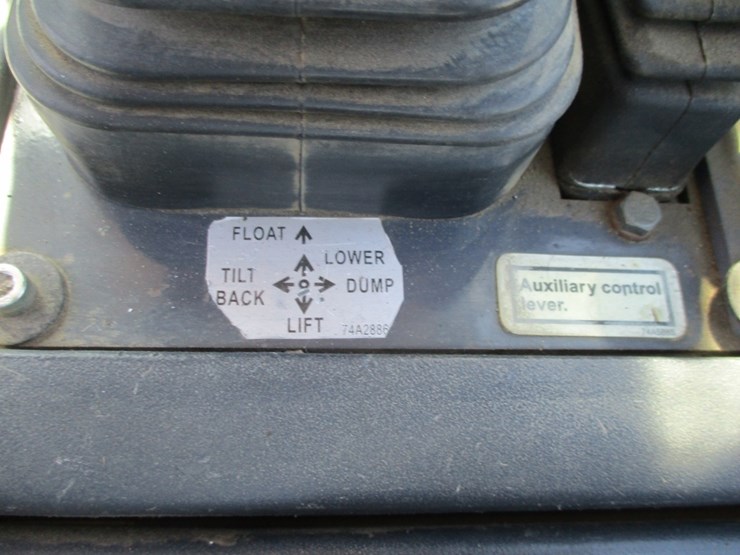 FLOAT
LOWER
TILT DUMP
BACK
LIFT 74A2886
Auxiliary control
lever.